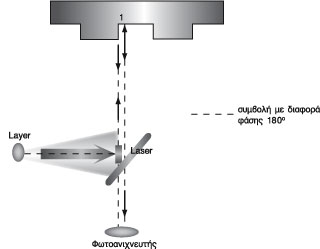 1
συμβολή με διαφορά
φάσης 180°
Layer
Laser
Φωτοανιχνευτής